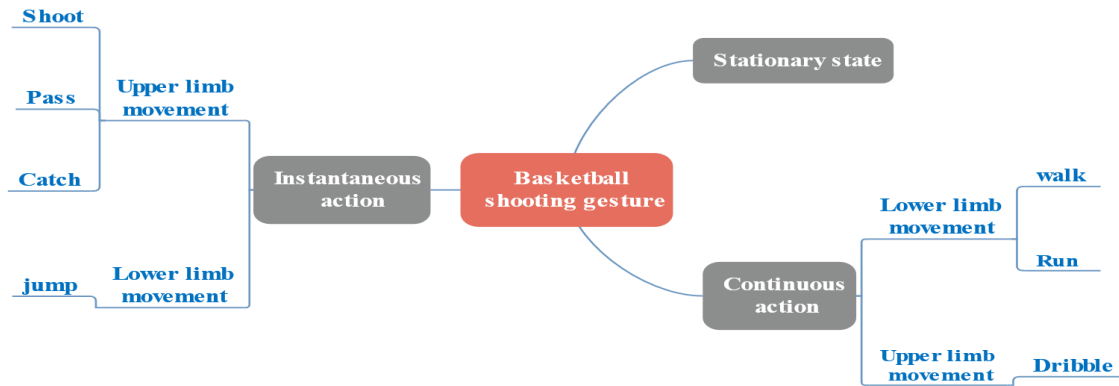 Shoot
Pass
Catch
Upper limb
movement
jump
Lower limb
movement
Instantaneous
action
Basketball
shooting gesture
Stationary state
Continuous
action
Lower limb
movement
walk
Run
Upper limb
movement
Dribble